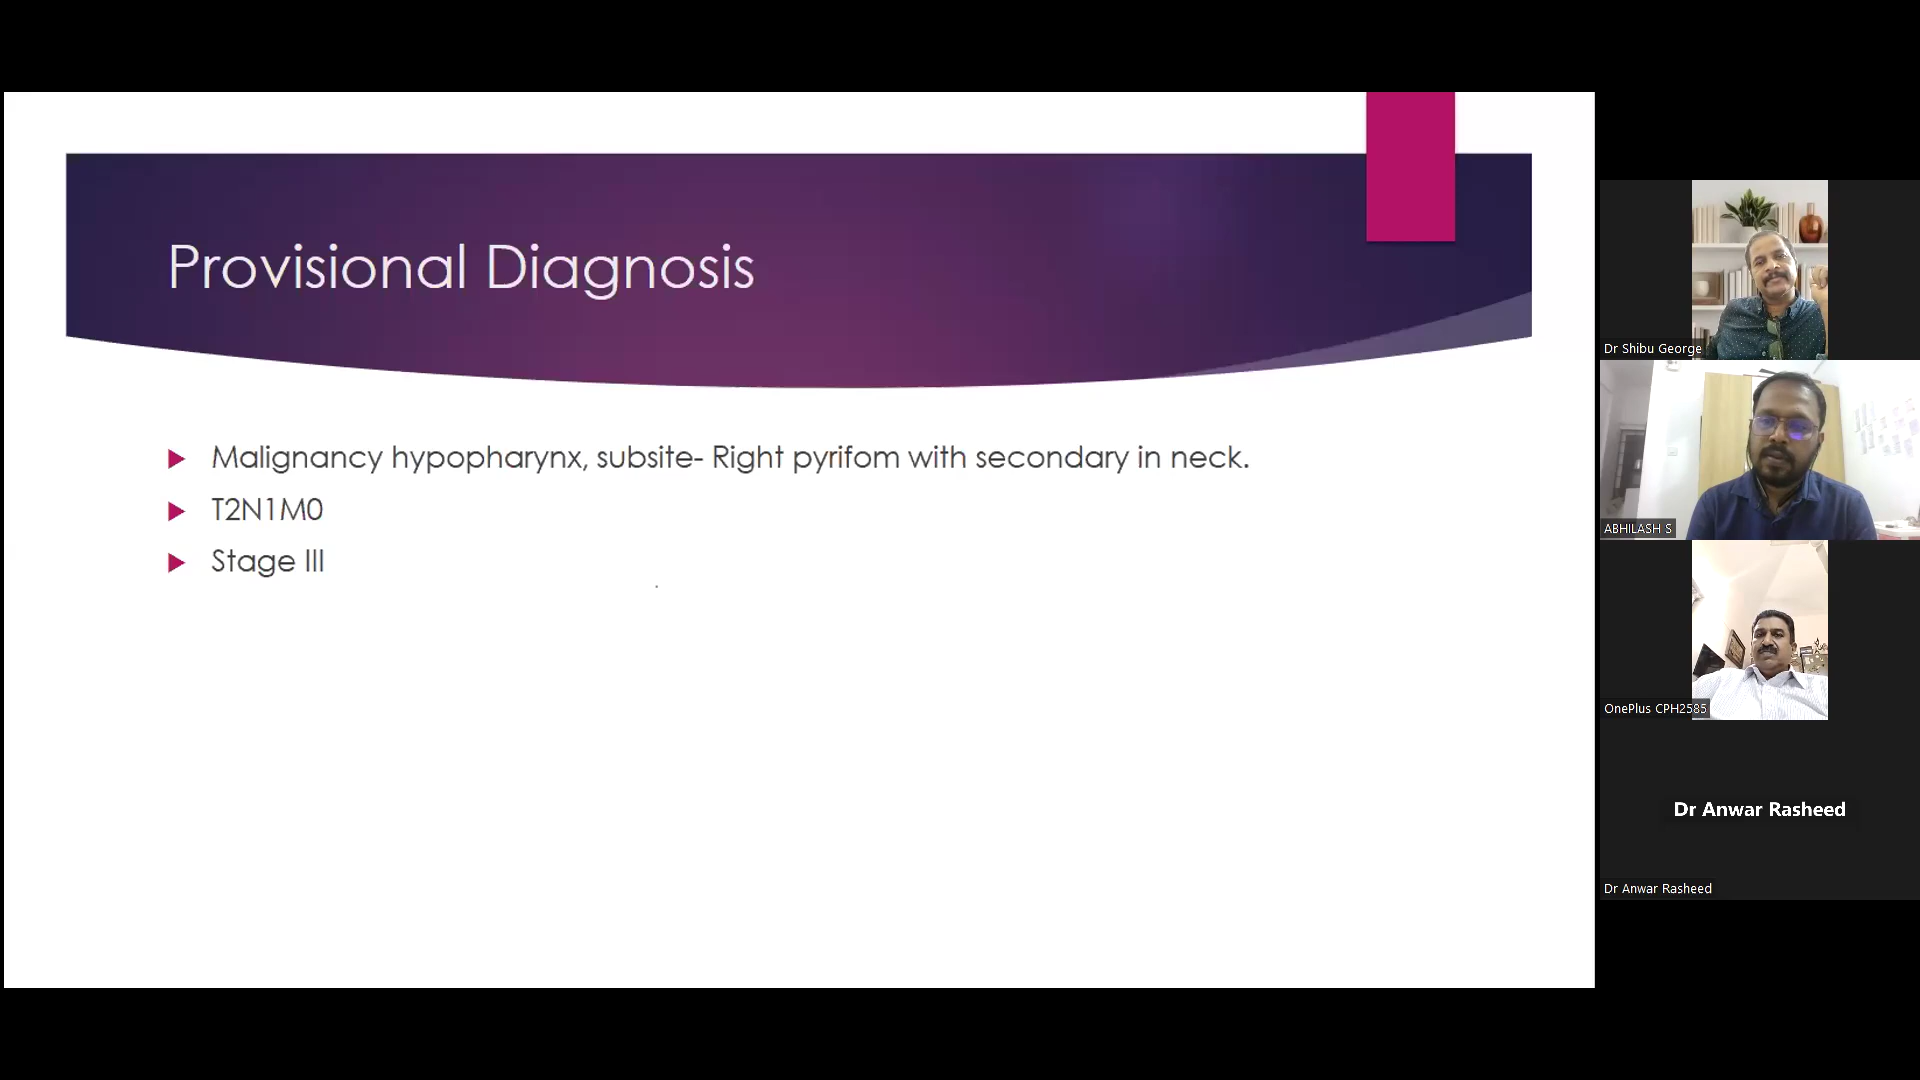 Provisional Diagnosis
Malignancy hypopharynx, subsite- Right pyrifom with secondary in neck.
T2N1M0
Stage III
Dr Shibu George
ABHILASH S
OnePlus CPH2585
Dr Anwar Rasheed
Dr Anwar Rasheed